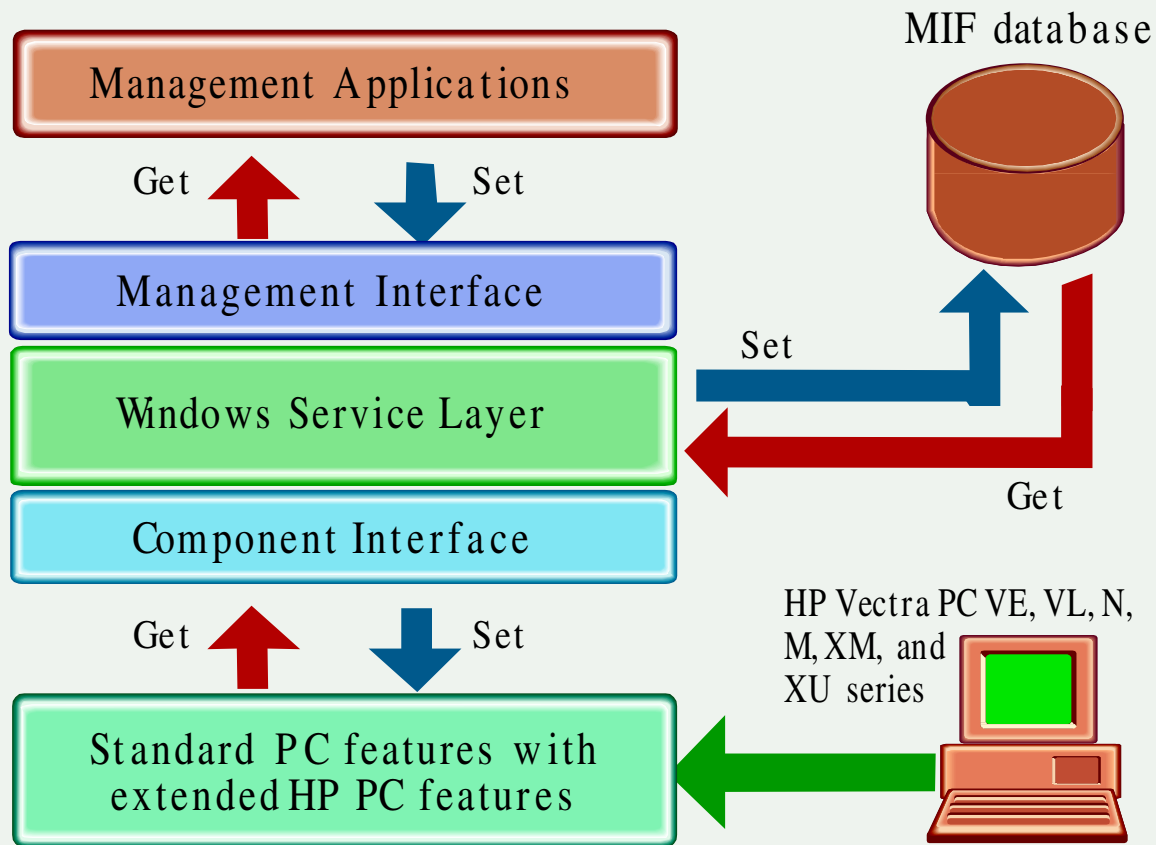 MIF database
Management Applications
Get
Set
Management Interface
Set
Windows Service Layer
Get
Component Interface
HP Vectra PC VE, VL, N,
M, XM, and
XU series
Get
Set
Standard PC features with
extended HP PC features